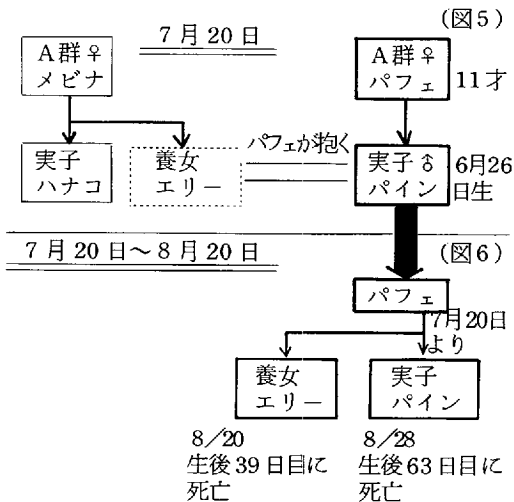 (図5)
7月20日
A群♀
メビナ
A群♀
パフェ
11才
実子
ハナコ
養女
エリー
パフェが抱く
実子♂
パイン
6月26
日生
7月20日~8月20日
(図6)
パフェ
7月20日
より
養女
エリー
実子
パイン
8/20
生後39日目に
死亡
8/28
生後63日目に
死亡